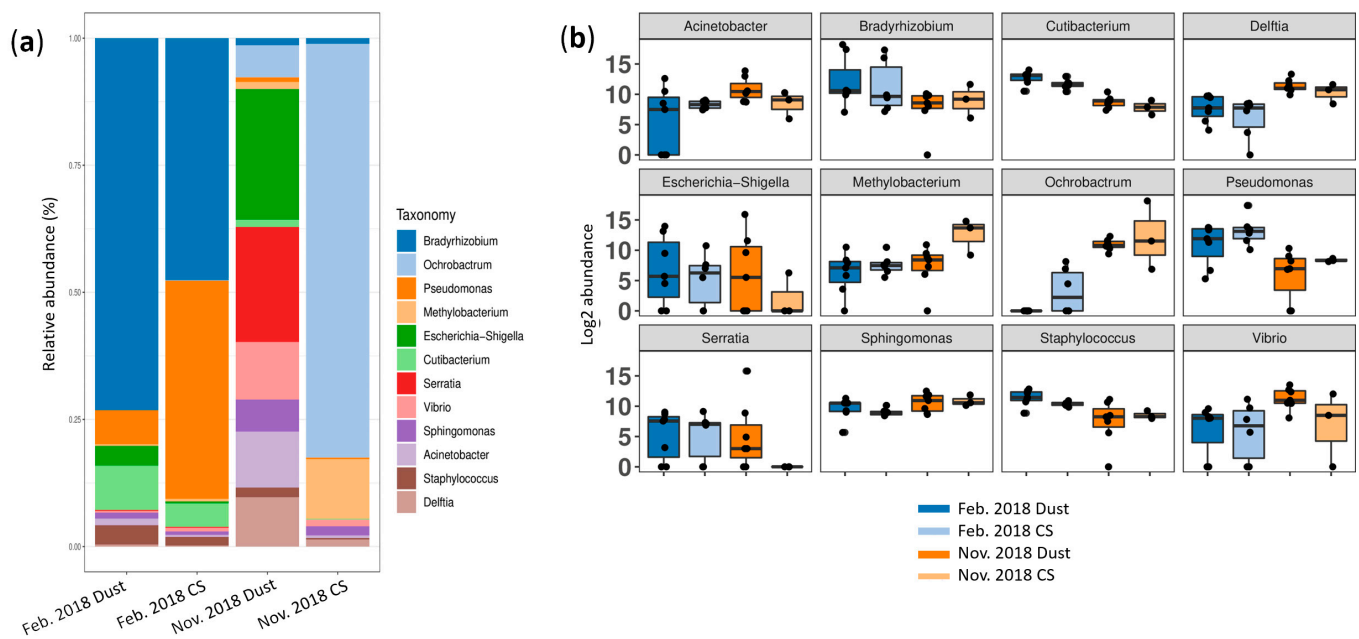 (a)
Relative abundance (%)
1.00
0.75
0.50
0.25
0.00
Feb. 2018 Dust
Feb. 2018 CS
Nov. 2018 Dust
Nov. 2018 CS
Taxonomy
Bradyrhizobium
Ochrobactrum
Pseudomonas
Methylobacterium
Escherichia-Shigella
Cutibacterium
Serratia
Vibrio
Sphingomonas
Acinetobacter
Staphylococcus
Delftia
(b)
Log2 abundance
Acinetobacter Bradyrhizobium Cutibacterium Delftia
15
10
5
0
Escherichia−Shigella Methylobacterium Ochrobactrum Pseudomonas
15
10
5
0
Serratia Sphingomonas Staphylococcus Vibrio
15
10
5
0
Feb. 2018 Dust
Feb. 2018 CS
Nov. 2018 Dust
Nov. 2018 CS